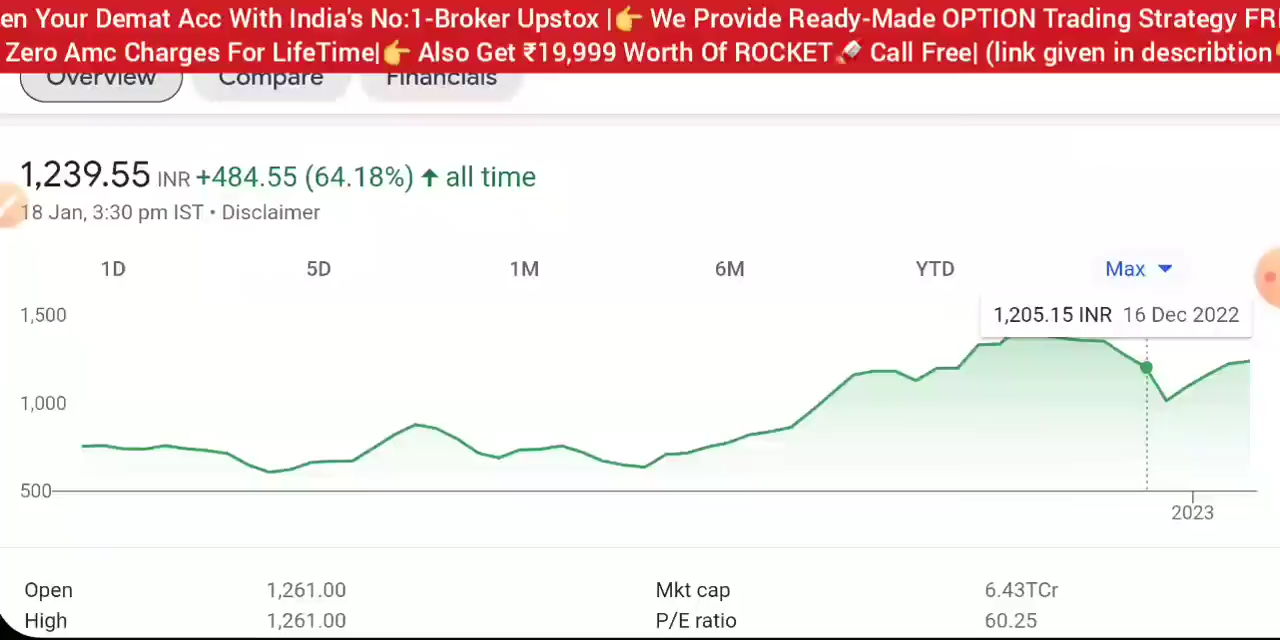 en Your Demat Acc With India's No:1-Broker Upstox |👉 We Provide Ready-Made OPTION Trading Strategy FR
Zero Amc Charges For LifeTime|👉 Also Get ₹19,999 Worth Of ROCKET🚀 Call Free| (link given in describtion
Overview Compare Financials
1,239.55 INR +484.55 (64.18%) ↑ all time
18 Jan, 3:30 pm IST • Disclaimer
1D 5D 1M 6M YTD Max
1,500
1,205.15 INR 16 Dec 2022
1,000
500
2023
Open 1,261.00 Mkt cap 6.43TCr
High 1,261.00 P/E ratio 60.25